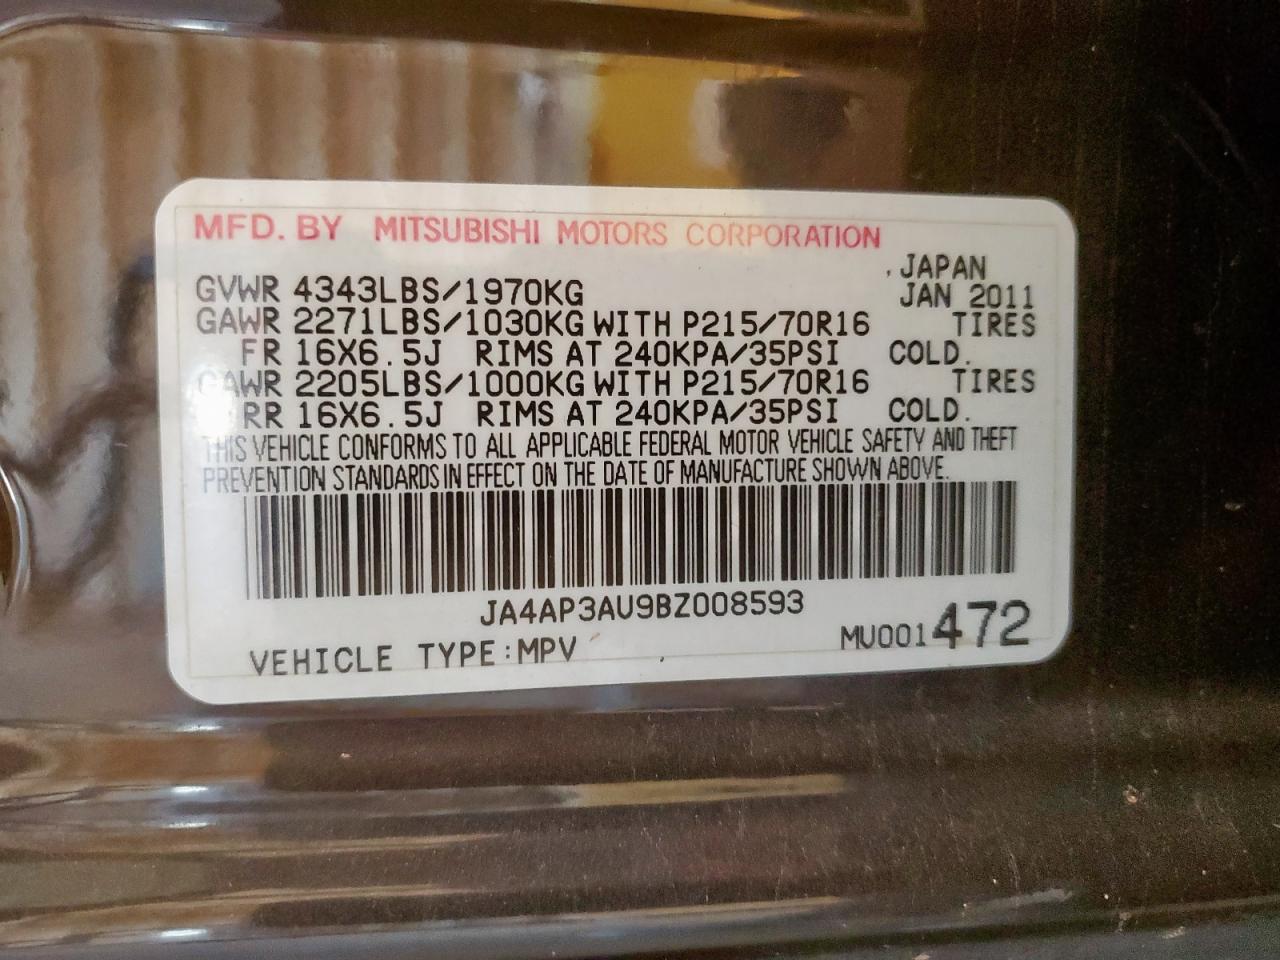 MFD. BY MITSUBISHI MOTORS CORPORATION
JAPAN
GVWR 4343LBS/1970KG JAN 2011
GAWR 2271LBS/1030KG WITH P215/70R16 TIRES
FR 16X6.5J RIMS AT 240KPA/35PSI COLD.
GAWR 2205LBS/1000KG WITH P215/70R16 TIRES
RR 16X6.5J RIMS AT 240KPA/35PSI COLD.
THIS VEHICLE CONFORMS TO ALL APPLICABLE FEDERAL MOTOR VEHICLE SAFETY AND THEFT
PREVENTION STANDARDS IN EFFECT ON THE DATE OF MANUFACTURE SHOWN ABOVE.
JA4AP3AU9BZ008593
VEHICLE TYPE:MPV MU001472